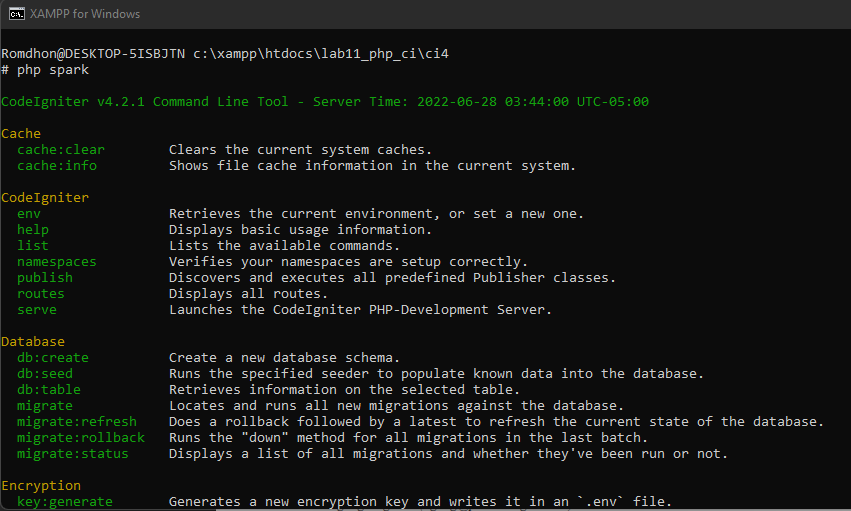 XAMPP for Windows
Romdhon@DESKTOP-5ISBJTN c:\xampp\htdocs\lab11_php_ci\ci4
# php spark
CodeIgniter v4.2.1 Command Line Tool - Server Time: 2022-06-28 03:44:00 UTC-05:00
Cache
cache:clear Clears the current system caches.
cache:info Shows file cache information in the current system.
CodeIgniter
env Retrieves the current environment, or set a new one.
help Displays basic usage information.
list Lists the available commands.
namespaces Verifies your namespaces are setup correctly.
publish Discovers and executes all predefined Publisher classes.
routes Displays all routes.
serve Launches the CodeIgniter PHP-Development Server.
Database
db:create Create a new database schema.
db:seed Runs the specified seeder to populate known data into the database.
db:table Retrieves information on the selected table.
migrate Locates and runs all new migrations against the database.
migrate:refresh Does a rollback followed by a latest to refresh the current state of the database.
migrate:rollback Runs the "down" method for all migrations in the last batch.
migrate:status Displays a list of all migrations and whether they've been run or not.
Encryption
key:generate Generates a new encryption key and writes it in an `.env` file.